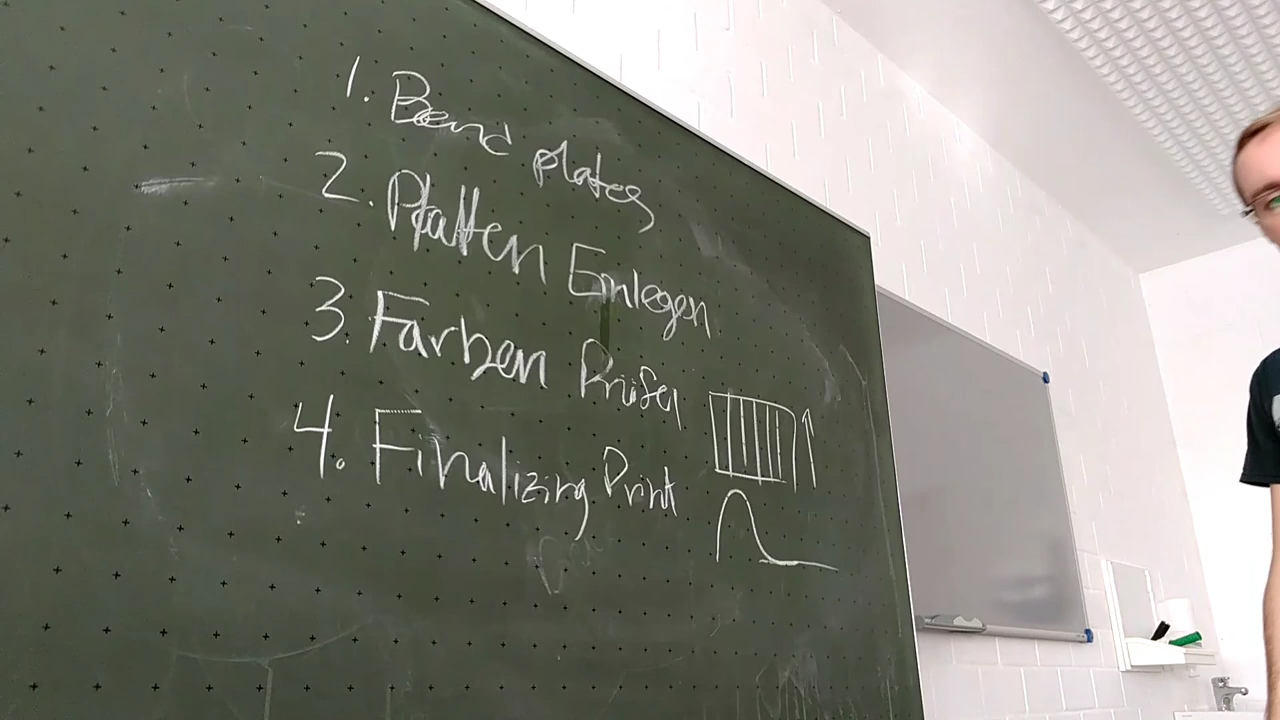 1. Bend plates
2. Platten Einlegen
3. Farben Prüfen
4. Finalizing Print